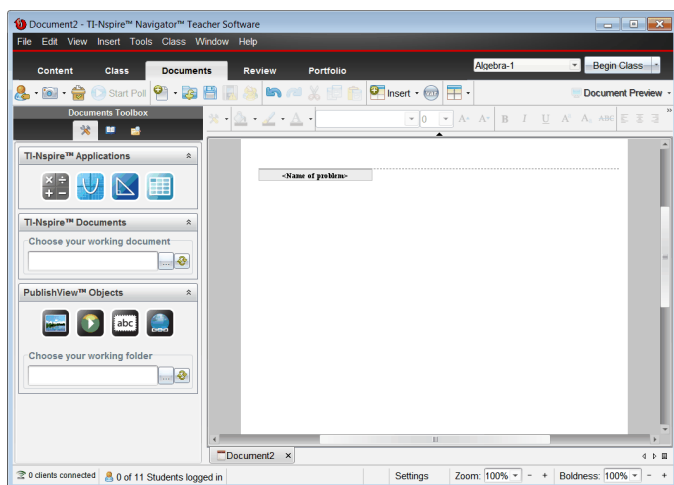 Document2 - TI-Nspire™ Navigator™ Teacher Software
File Edit View Insert Tools Class Window Help
Content Class Documents Review Portfolio Algebra-1 Begin Class
Start Poll Insert Document Preview
Documents Toolbox
0 A- A+ B I U ABC
TI-Nspire™ Applications
<Name of problem>
TI-Nspire™ Documents
Choose your working document
...
PublishView™ Objects
abc
Choose your working folder
...
Document2
0 clients connected 0 of 11 Students logged in Settings Zoom: 100% - + Boldness: 100% - +